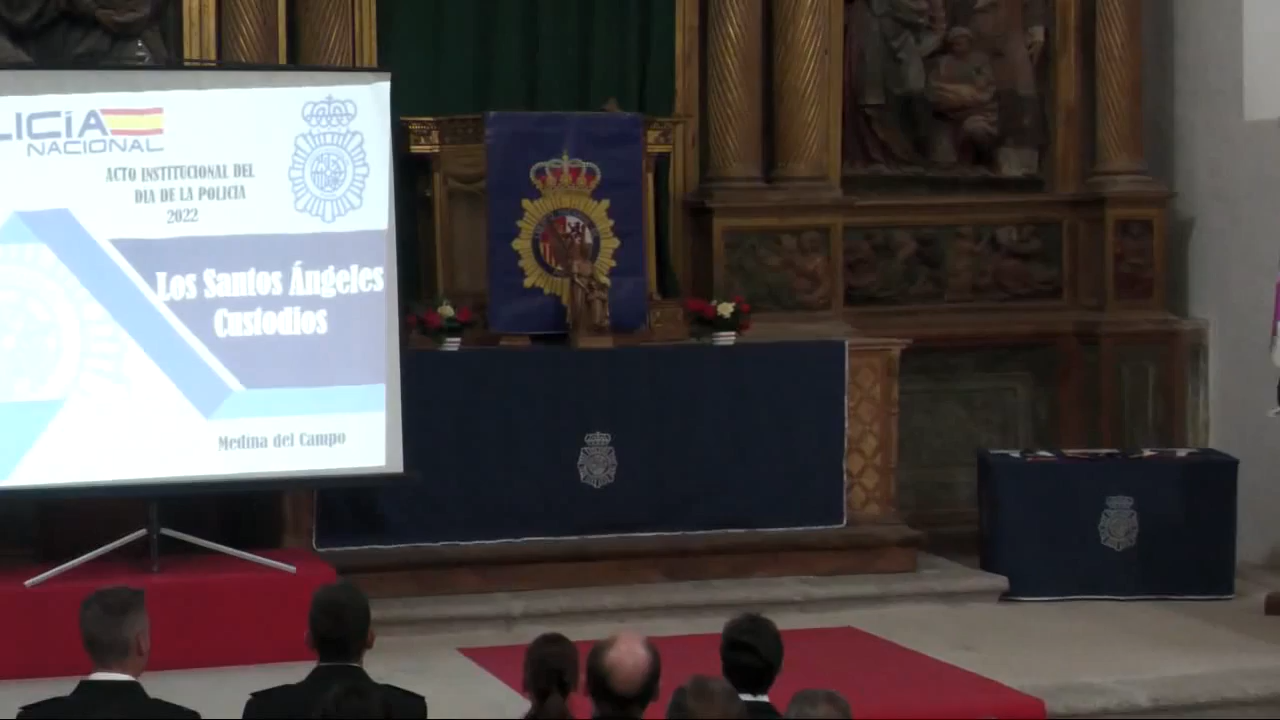 LICÍA
NACIONAL
ACTO INSTITUCIONAL DEL
DIA DE LA POLICIA
2022
Los Santos Ángeles
Custodios
Medina del Campo